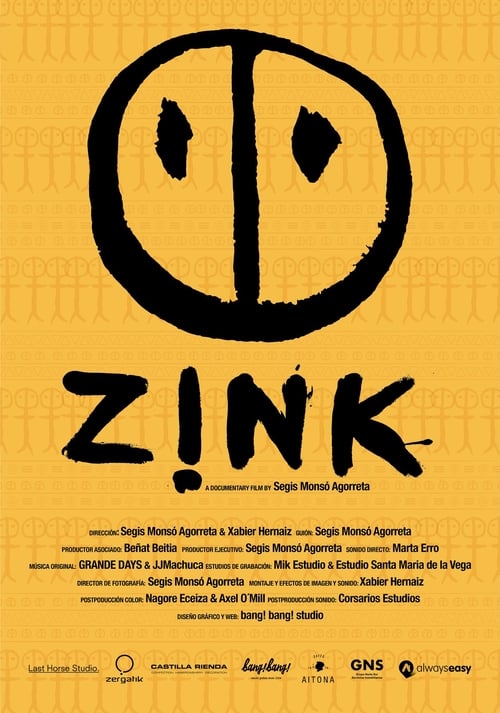 Z!NK
A DOCUMENTARY FILM BY Segis Monsó Agorreta
DIRECCIÓN: Segis Monsó Agorreta & Xabier Hernaiz GUIÓN: Segis Monsó Agorreta
PRODUCTOR ASOCIADO: Beñat Beitia PRODUCTOR EJECUTIVO: Segis Monsó Agorreta SONIDO DIRECTO: Marta Erro
MÚSICA ORIGINAL: GRANDE DAYS & JJMachuca ESTUDIOS DE GRABACIÓN: Mik Estudio & Estudio Santa Maria de la Vega
DIRECTOR DE FOTOGRAFÍA: Segis Monsó Agorreta MONTAJE Y EFECTOS DE IMAGEN Y SONIDO: Xabier Hernaiz
POSTPODUCCIÓN COLOR: Nagore Eceiza & Axel O´Mill POSTPRODUCCIÓN SONIDO: Corsarios Estudios
DISEÑO GRÁFICO Y WEB: bang! bang! studio
Last Horse Studio. zergahk CASTILLA RIENDA bang! bang! AITONA GNS alwayseasy